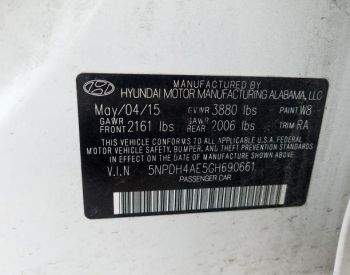 BY
HYUNDAI MOTOR MANUFACTURING ALABAMA, LLC
May/04/15 GVWR 3880 lbs PAINT W8
GAWR FRONT 2161 lbs GAWR REAR 2006 lbs TRIM RA
THIS VEHICLE CONFORMS TO ALL APPLICABLE FEDERAL
MOTOR VEHICLE SAFETY, BUMPER, AND THEFT PREVENTION
STANDARDS IN EFFECT ON THE DATE OF MANUFACTURE
SHOWN ABOVE.
V.I.N 5NPDH4AE5GH690661
PASSENGER CAR